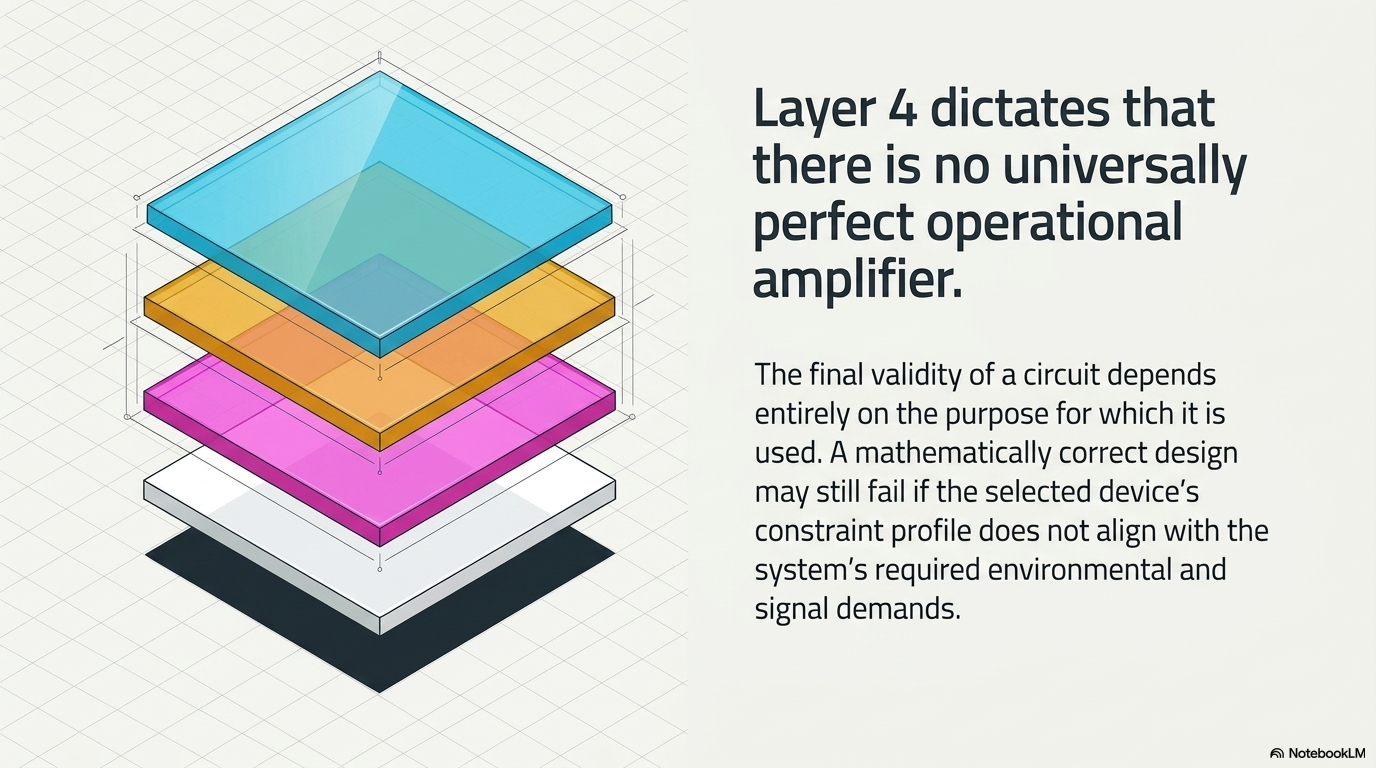 Layer 4 dictates that
there is no universally
perfect operational
amplifier.
The final validity of a circuit depends
entirely on the purpose for which it is
used. A mathematically correct design
may still fail if the selected device’s
constraint profile does not align with the
system’s required environmental and
signal demands.
NotebookLM